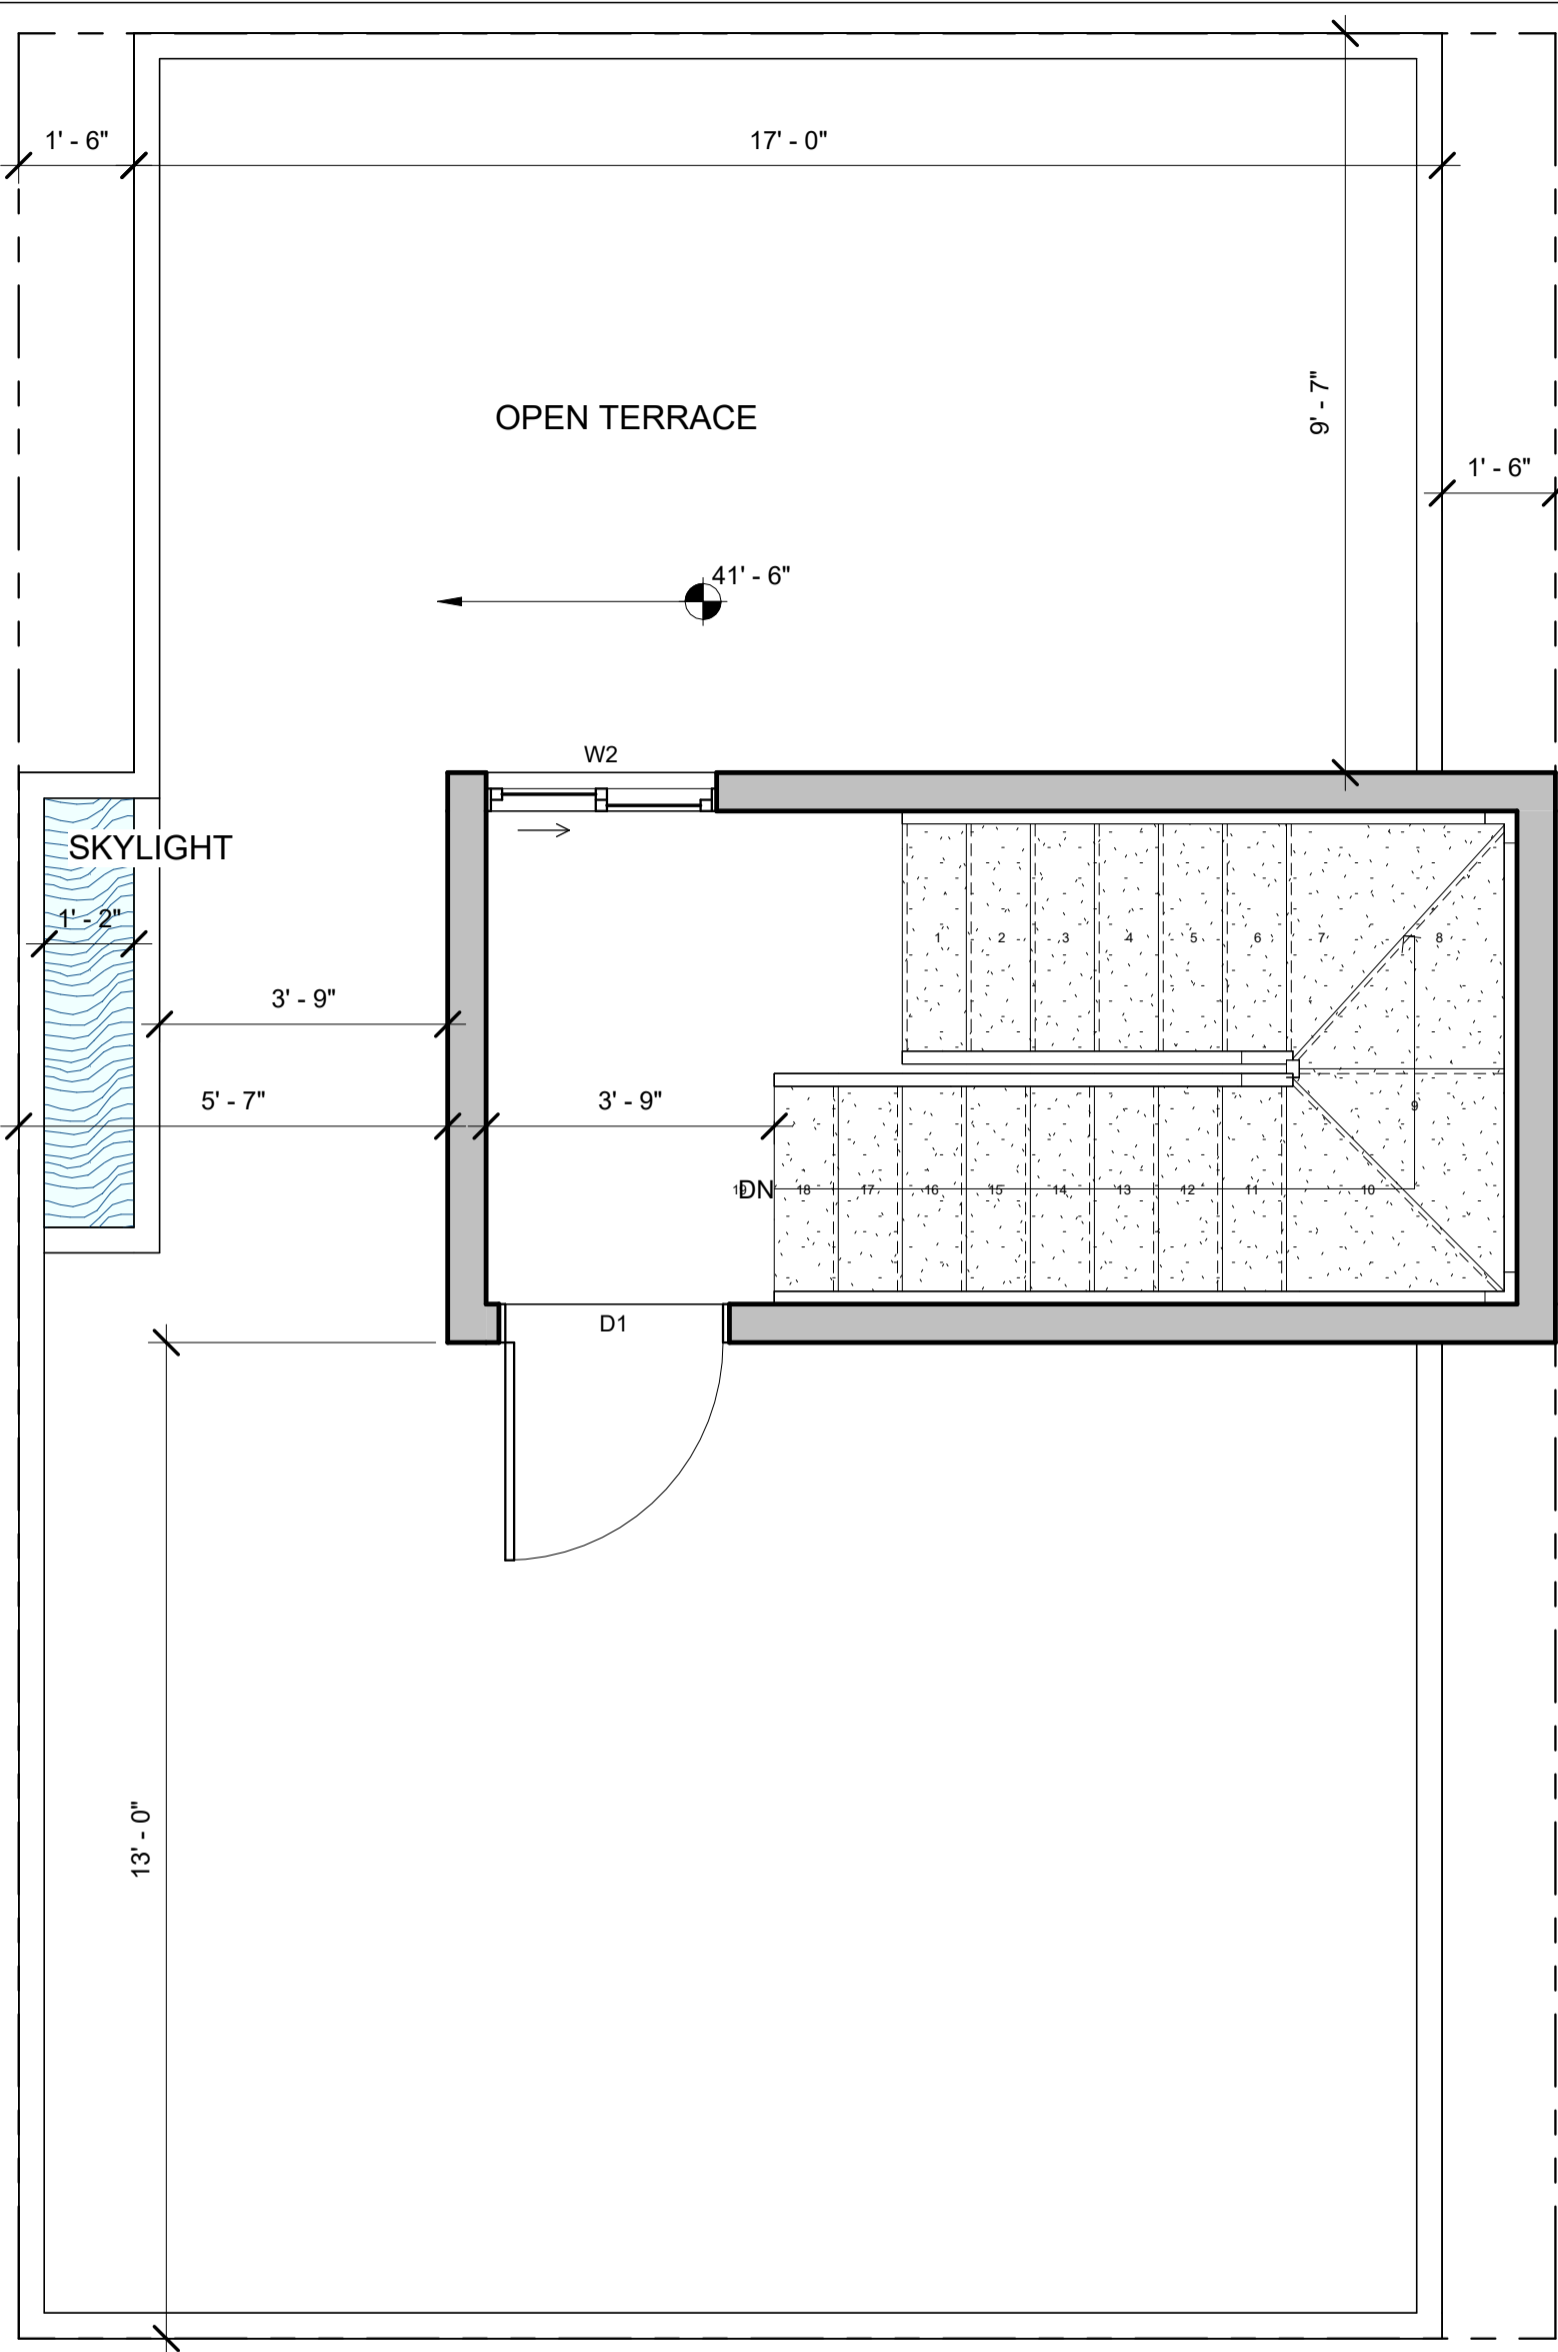 1' - 6"
17' - 0"
OPEN TERRACE
9' - 7"
1' - 6"
41' - 6"
W2
SKYLIGHT
1' - 2"
1 2 3 4 5 6 7 8
3' - 9"
5' - 7"
3' - 9"
9
19 DN 18 17 16 15 14 13 12 11 10
D1
13' - 0"